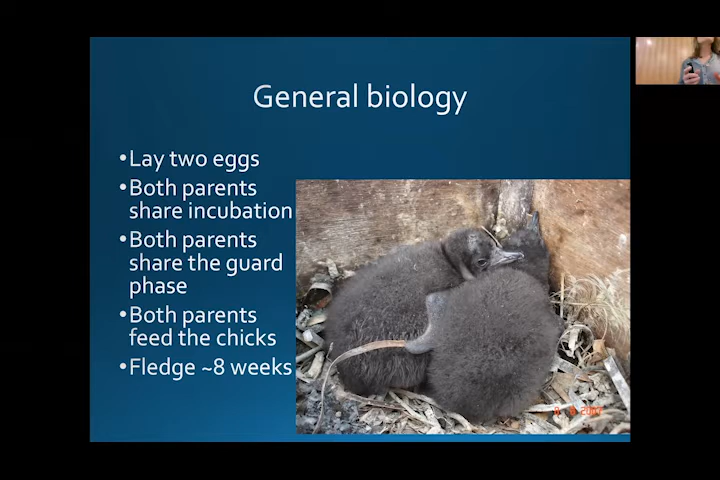 General biology
•Lay two eggs
•Both parents
share incubation
•Both parents
share the guard
phase
•Both parents
feed the chicks
•Fledge ~8 weeks